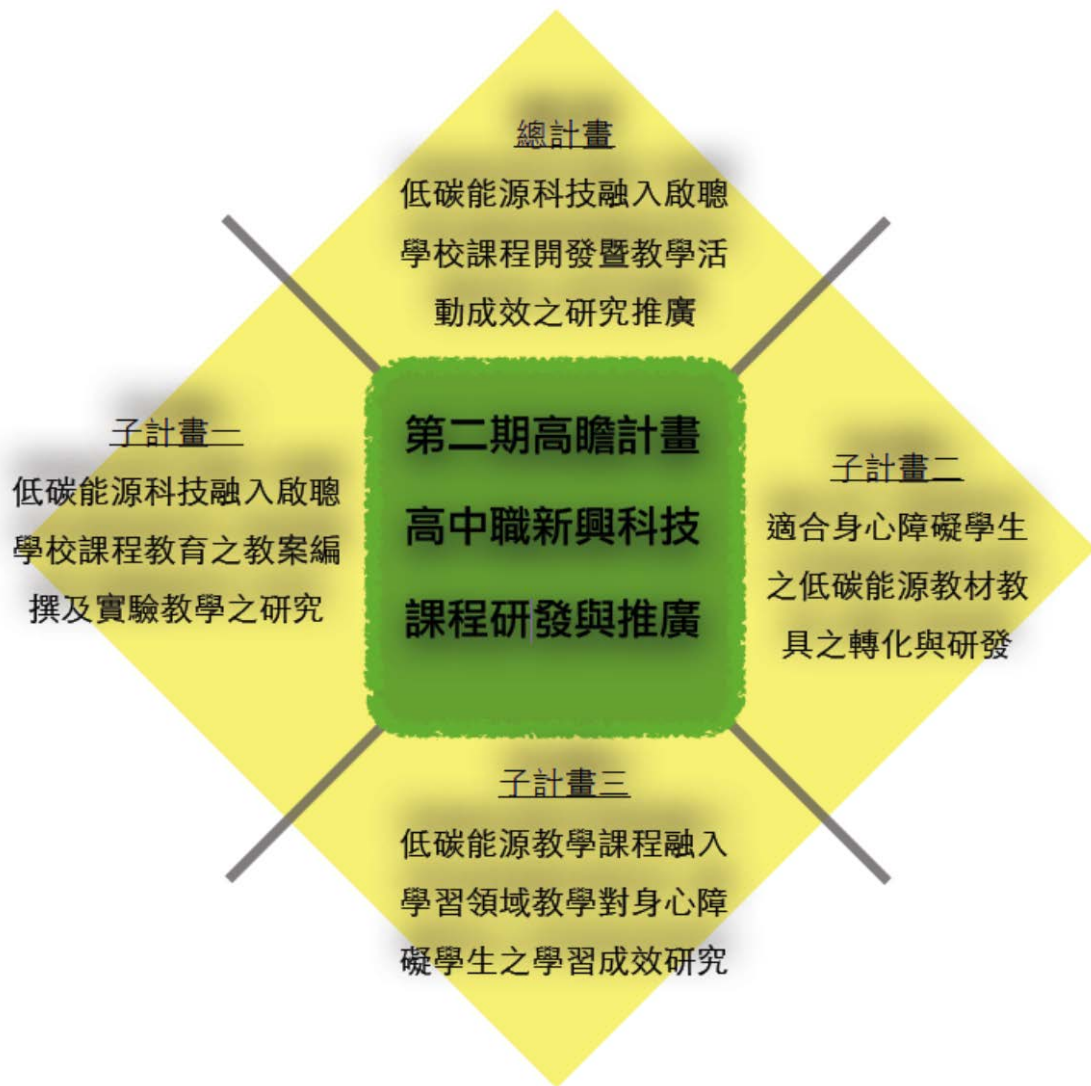 總計畫
低碳能源科技融入啟聰
學校課程開發暨教學活
動成效之研究推廣
子計畫一
低碳能源科技融入啟聰
學校課程教育之教案編
撰及實驗教學之研究
第二期高瞻計畫
高中職新興科技
課程研發與推廣
子計畫二
適合身心障礙學生
之低碳能源教材教
具之轉化與研發
子計畫三
低碳能源教學課程融入
學習領域教學對身心障
礙學生之學習成效研究